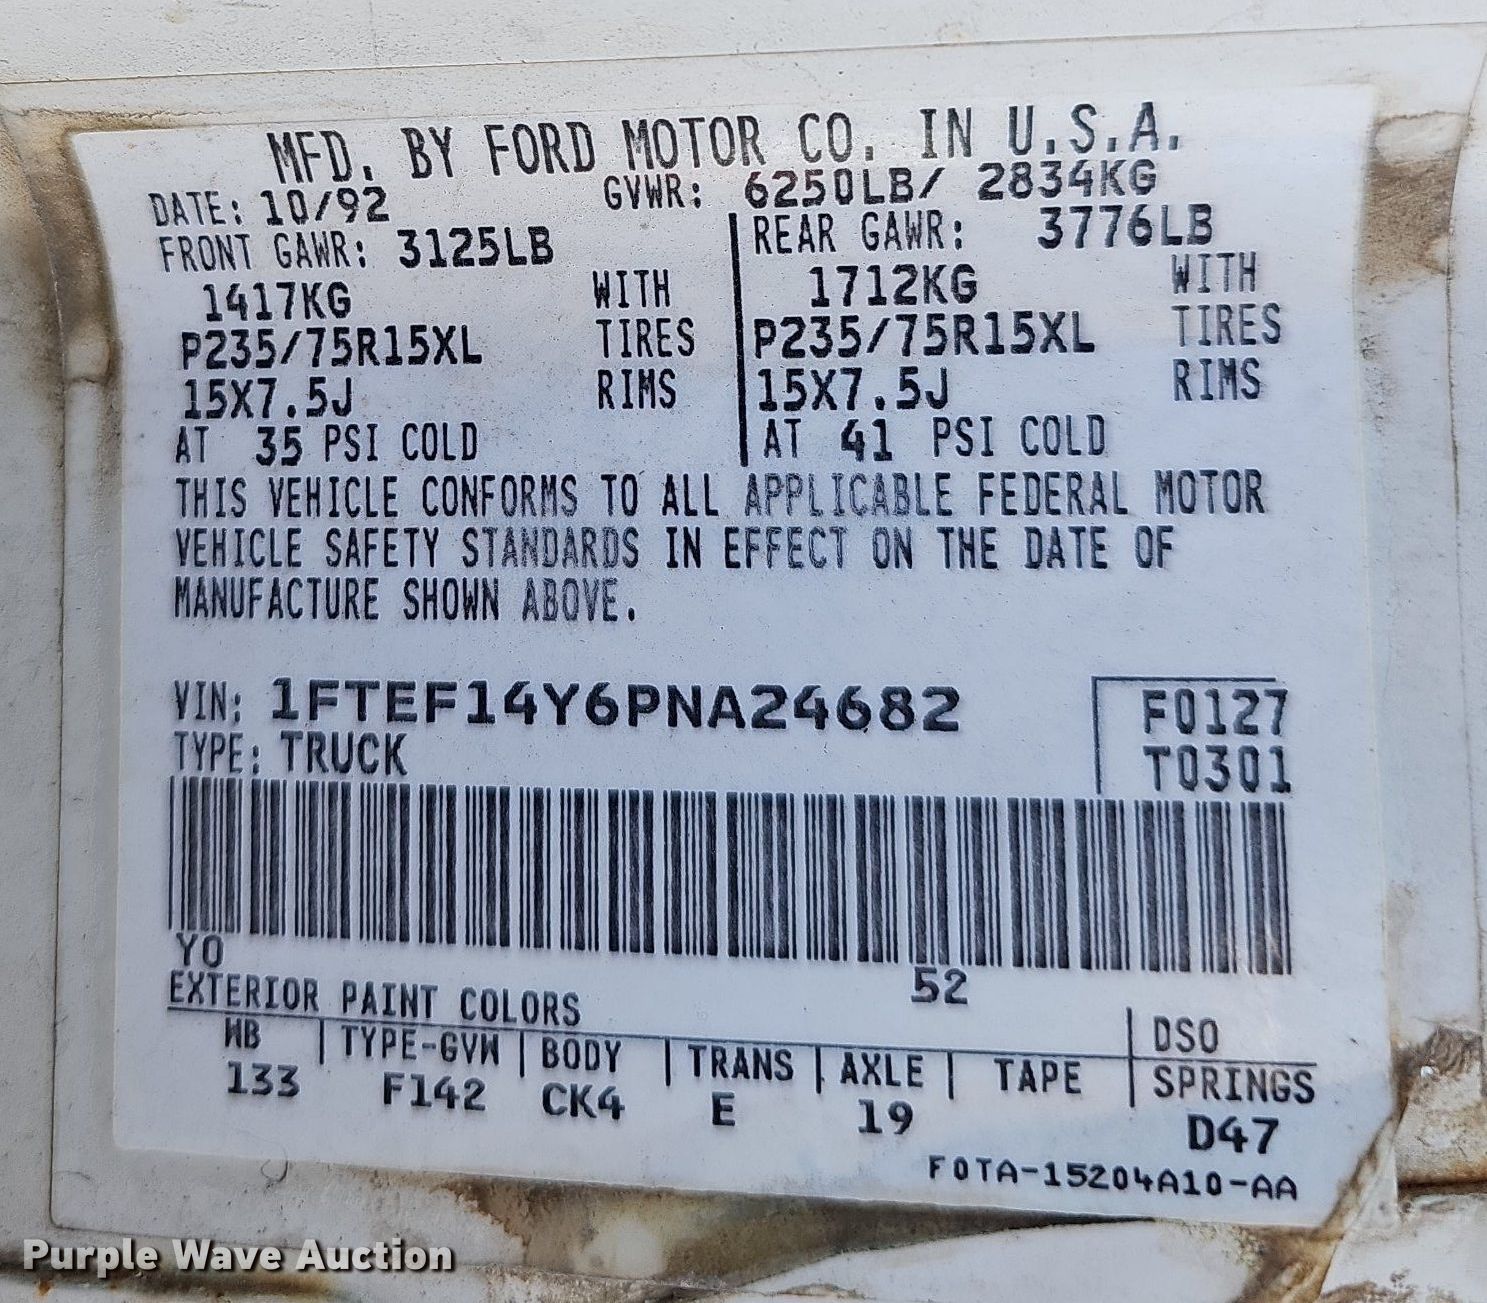 MFD. BY FORD MOTOR CO. IN U.S.A.
DATE: 10/92 GVWR: 6250LB/ 2834KG
FRONT GAWR: 3125LB REAR GAWR: 3776LB
1417KG WITH 1712KG WITH
P235/75R15XL TIRES P235/75R15XL TIRES
15X7.5J RIMS 15X7.5J RIMS
AT 35 PSI COLD AT 41 PSI COLD
THIS VEHICLE CONFORMS TO ALL APPLICABLE FEDERAL MOTOR
VEHICLE SAFETY STANDARDS IN EFFECT ON THE DATE OF
MANUFACTURE SHOWN ABOVE.
VIN: 1FTEF14Y6PNA24682 F0127
TYPE: TRUCK T0301
YO 52
EXTERIOR PAINT COLORS DSO
WB TYPE-GVW BODY TRANS AXLE TAPE SPRINGS
133 F142 CK4 E 19 D47
F0TA-15204A10-AA
Purple Wave Auction